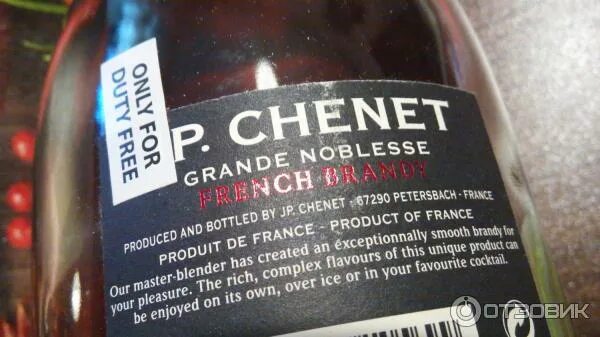 ONLY FOR
DUTY FREE
P. CHENET
GRANDE NOBLESSE
FRENCH BRANDY
PRODUCED AND BOTTLED BY JP. CHENET - 67290 PETERSBACH - FRANCE
PRODUIT DE FRANCE - PRODUCT OF FRANCE
Our master-blender has created an exceptionnally smooth brandy for
your pleasure. The rich, complex flavours of this unique product can
be enjoyed on its own, over ice or in your favourite cocktail.
ОТЗОВИК